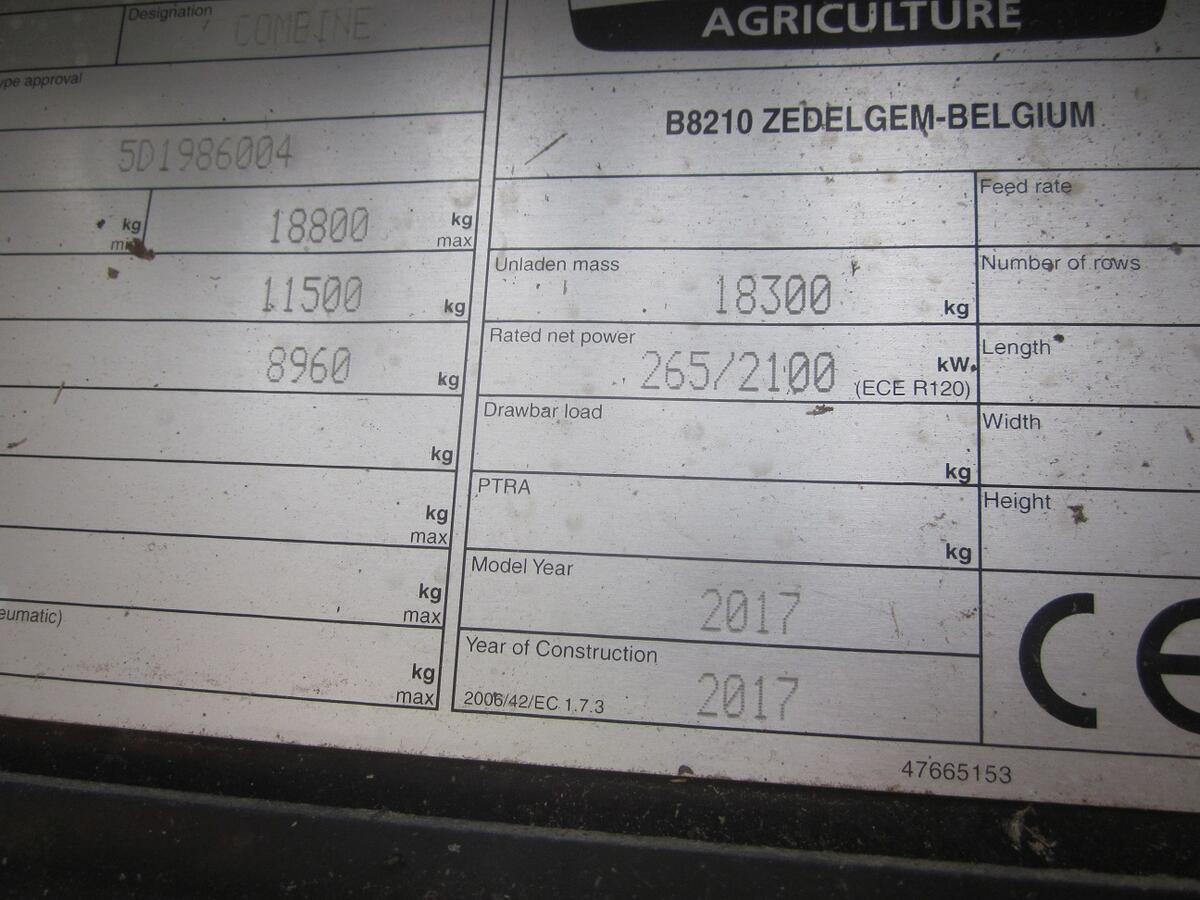 Designation
COMBINE
ype approval
5D1986004
kg
18800
kg
max
11500
kg
8960
kg
kg
kg
max
kg
max
eumatic)
kg
max
AGRICULTURE
B8210 ZEDELGEM-BELGIUM
Feed rate
Unladen mass
18300
kg
Number of rows
Rated net power
265/2100
kW
(ECE R120)
Length
Drawbar load
kg
Width
PTRA
kg
Height
Model Year
2017
Year of Construction
2006/42/EC 1.7.3
2017
CE
47665153